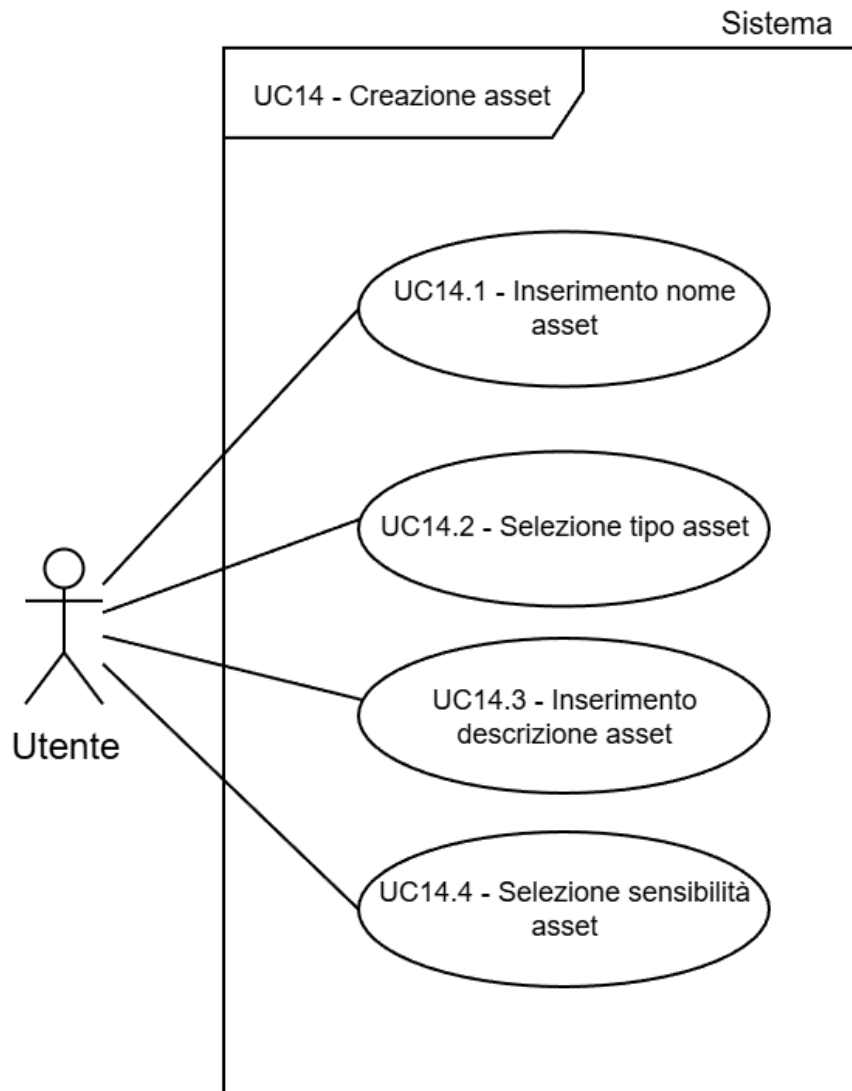 Sistema
UC14 - Creazione asset
UC14.1 - Inserimento nome
asset
UC14.2 - Selezione tipo asset
UC14.3 - Inserimento
descrizione asset
Utente
UC14.4 - Selezione sensibilità
asset